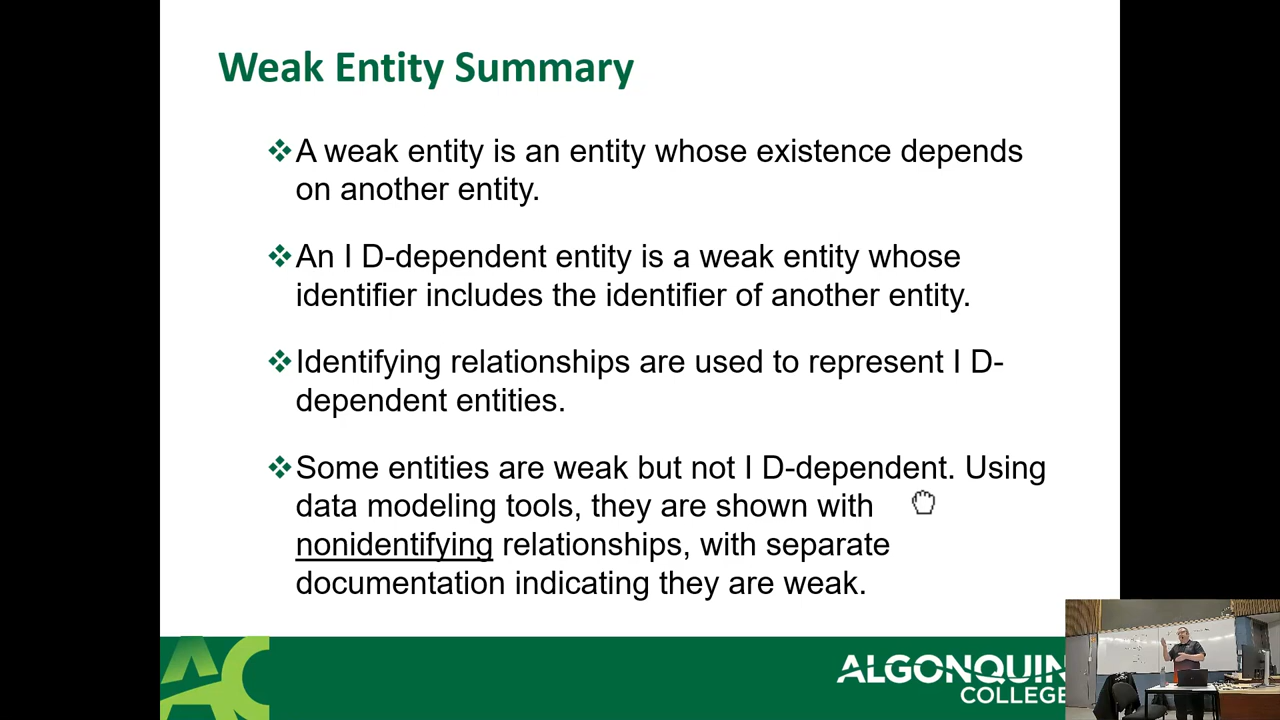 Weak Entity Summary
❖A weak entity is an entity whose existence depends
on another entity.
❖An I D-dependent entity is a weak entity whose
identifier includes the identifier of another entity.
❖Identifying relationships are used to represent I D-
dependent entities.
❖Some entities are weak but not I D-dependent. Using
data modeling tools, they are shown with
nonidentifying relationships, with separate
documentation indicating they are weak.
AC
ALGONQUIN
COLLEGE